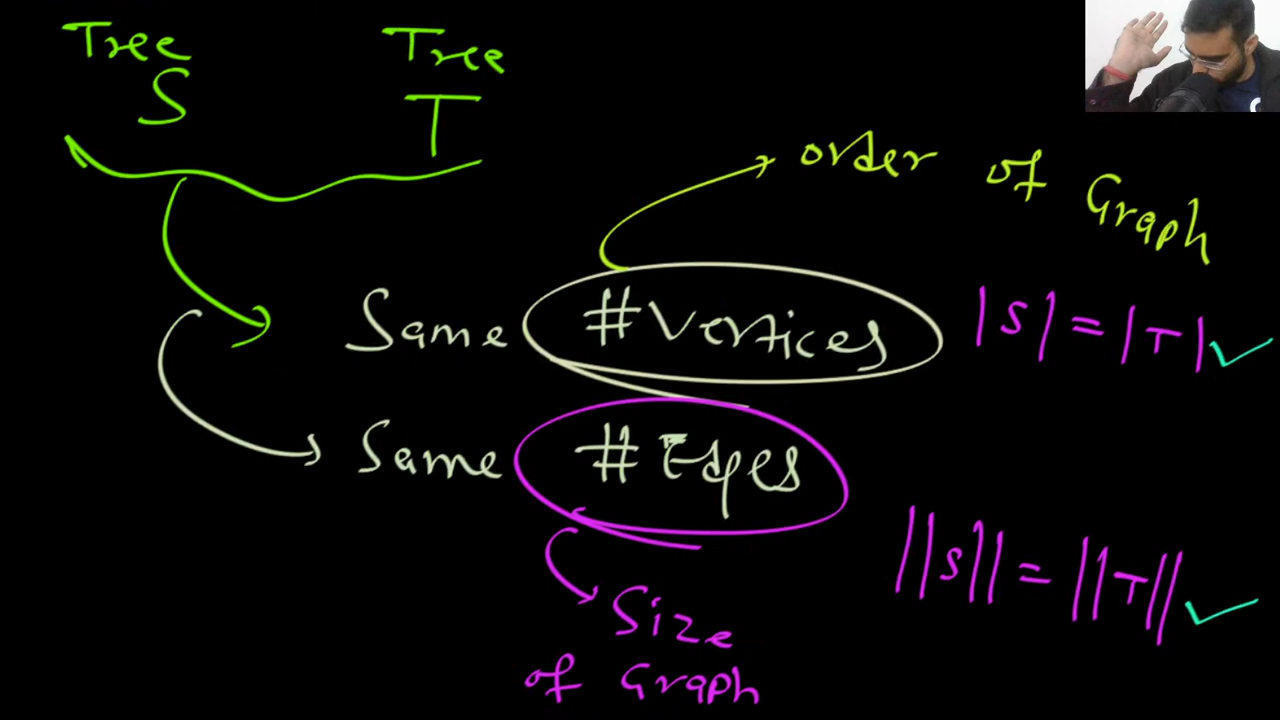 Tree Tree
S T
order of Graph
Same #Vertices |S| = |T|
Same #Edges
||S|| = ||T||
Size
of Graph